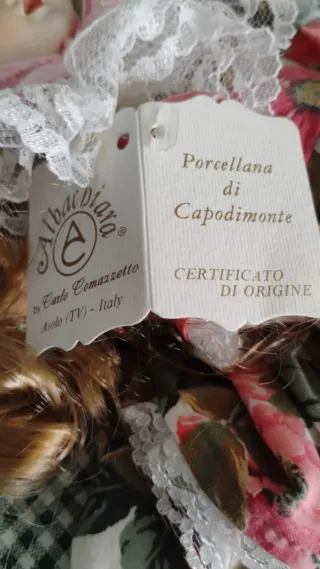 Albachiara ®
by Carlo Comazzetto
Asolo (TV) - Italy
Porcellana
di
Capodimonte
CERTIFICATO
DI ORIGINE